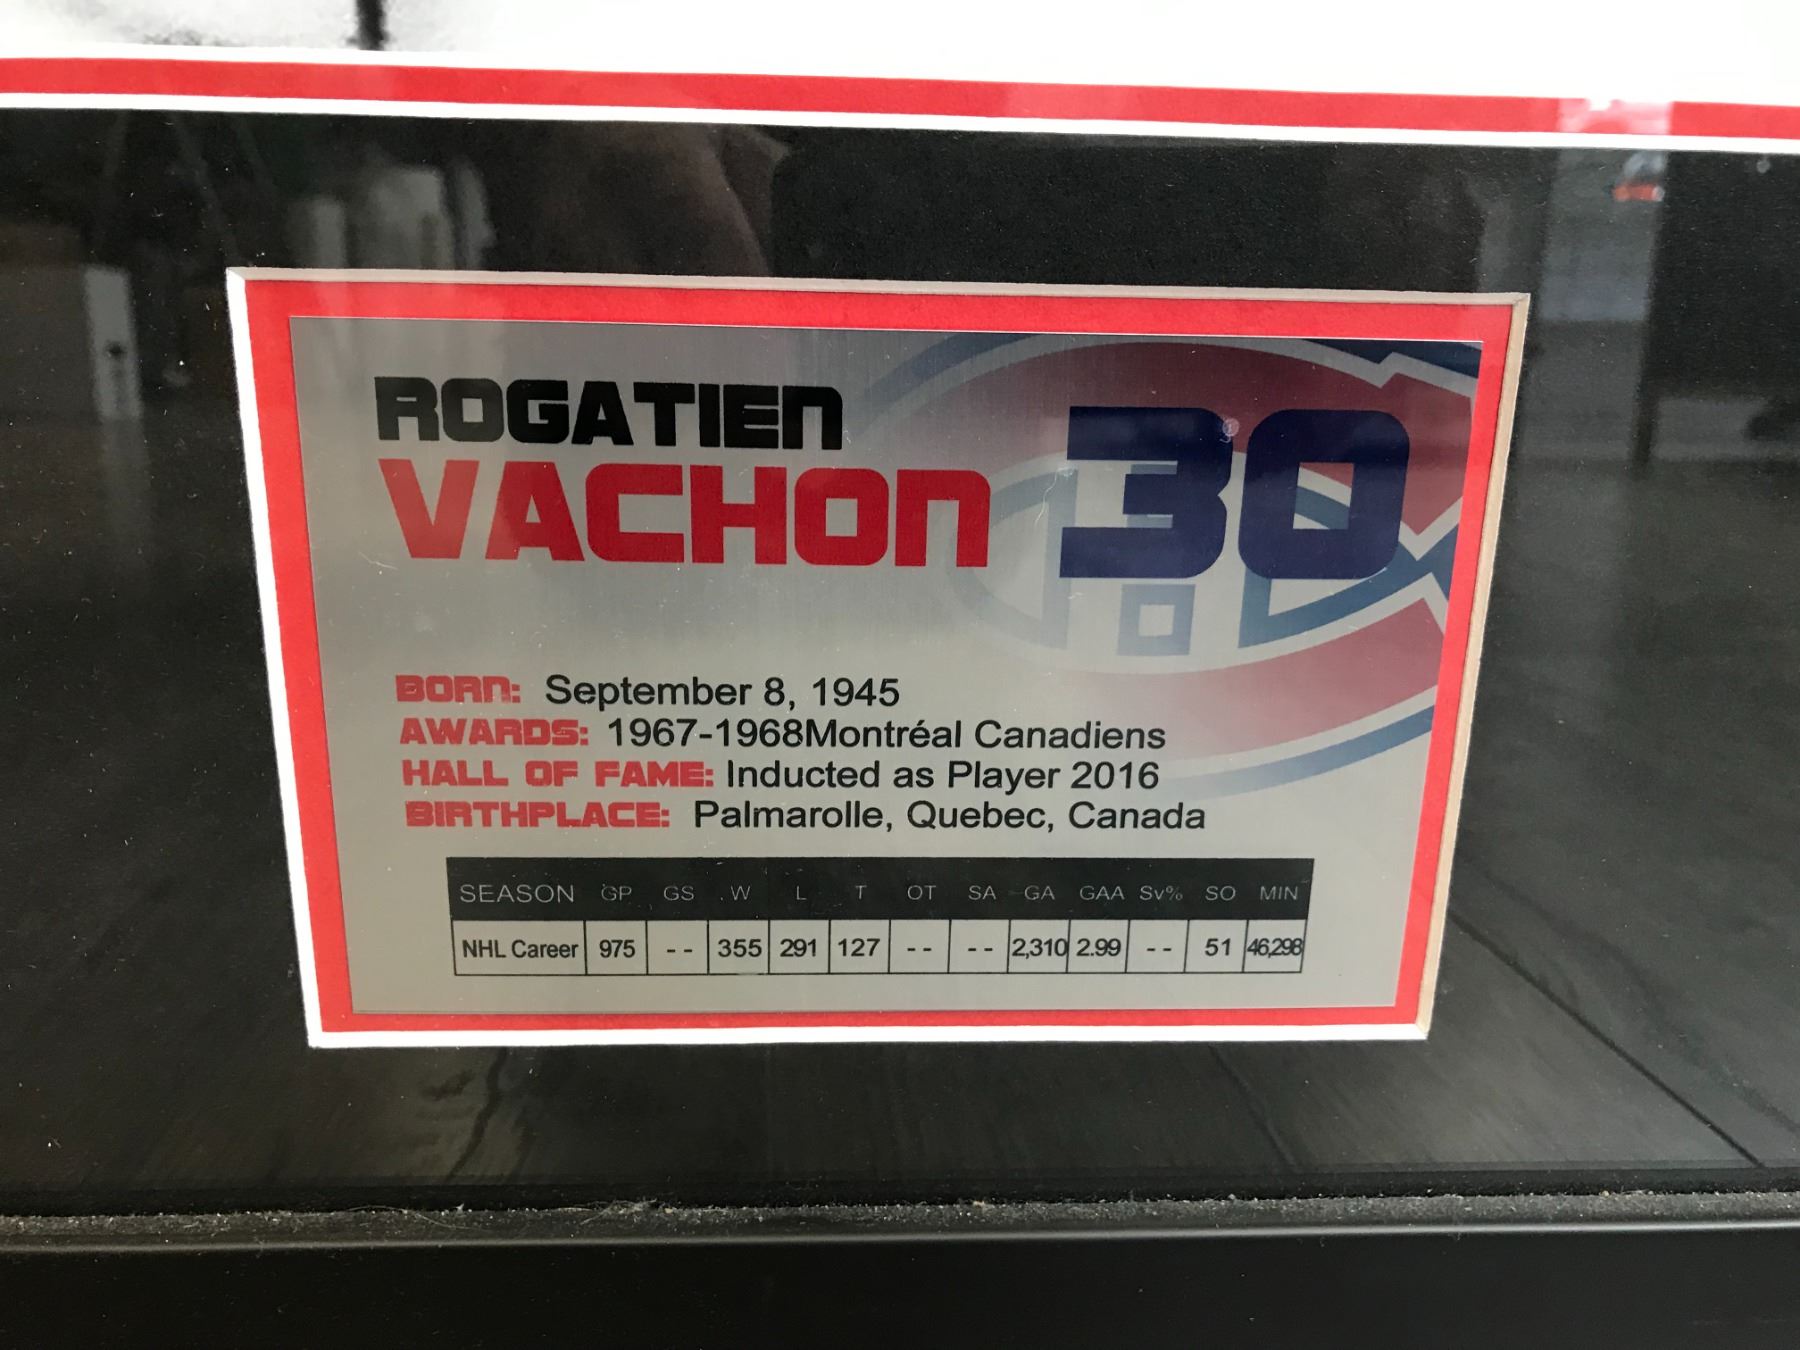 ROGATIEN
VACHON 30
BORN: September 8, 1945
AWARDS: 1967-1968Montréal Canadiens
HALL OF FAME: Inducted as Player 2016
BIRTHPLACE: Palmarolle, Quebec, Canada
SEASON GP GS .W L T OT SA GA GAA Sv% SO MIN
NHL Career 975 -- 355 291 127 -- -- 2,310 2.99 -- 51 46,298